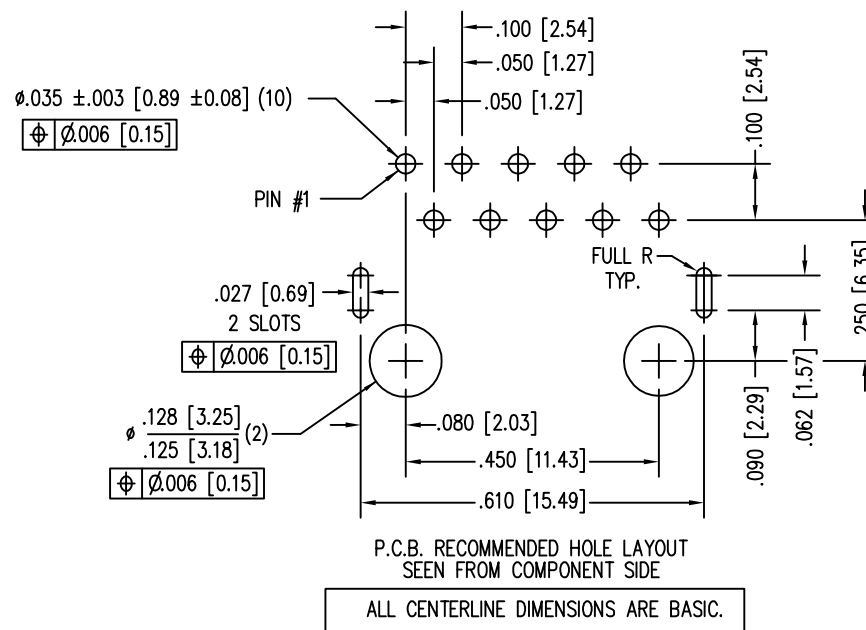 .100 [2.54]
.050 [1.27]
.050 [1.27]
.100 [2.54]
ø.035 ±.003 [0.89 ±0.08] (10)
⌖ Ø.006 [0.15]
PIN #1
FULL R
TYP.
.250 [6.35]
.027 [0.69]
2 SLOTS
⌖ Ø.006 [0.15]
.062 [1.57]
.090 [2.29]
ø .128 [3.25]
.125 [3.18] (2)
⌖ Ø.006 [0.15]
.080 [2.03]
.450 [11.43]
.610 [15.49]
P.C.B. RECOMMENDED HOLE LAYOUT
SEEN FROM COMPONENT SIDE
ALL CENTERLINE DIMENSIONS ARE BASIC.